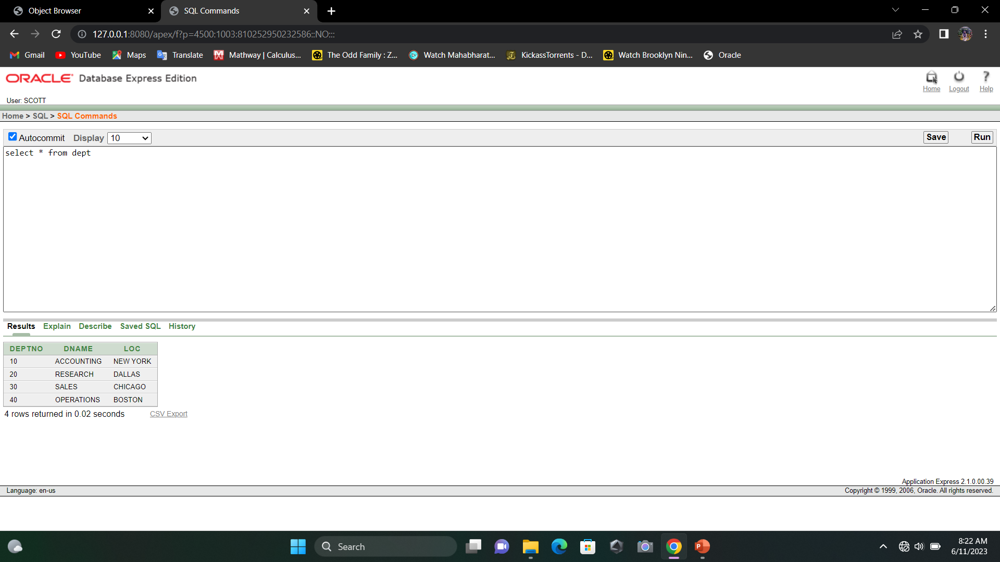 Object Browser
SQL Commands
127.0.0.1:8080/apex/f?p=4500:1003:810252950232586::NO:::
Gmail YouTube Maps Translate Mathway | Calculus... The Odd Family : Z... Watch Mahabharat... KickassTorrents - D... Watch Brooklyn Nin... Oracle
ORACLE Database Express Edition
Home Logout Help
User: SCOTT
Home > SQL > SQL Commands
Autocommit Display 10 Save Run
select * from dept
Results Explain Describe Saved SQL History
DEPTNO DNAME LOC
10 ACCOUNTING NEW YORK
20 RESEARCH DALLAS
30 SALES CHICAGO
40 OPERATIONS BOSTON
4 rows returned in 0.02 seconds CSV Export
Application Express 2.1.0.00.39
Language: en-us Copyright © 1999, 2006, Oracle. All rights reserved.
Search
8:22 AM
6/11/2023